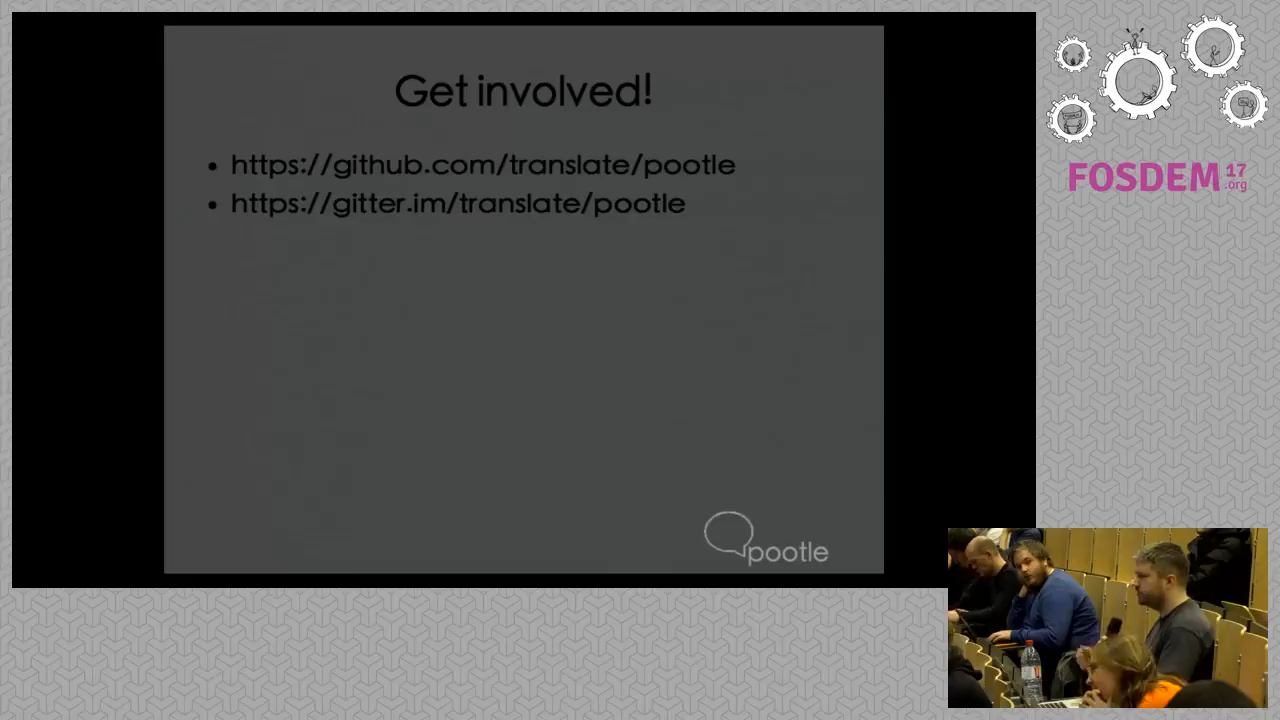 Get involved!
• https://github.com/translate/pootle
• https://gitter.im/translate/pootle
pootle
FOSDEM 17
.org